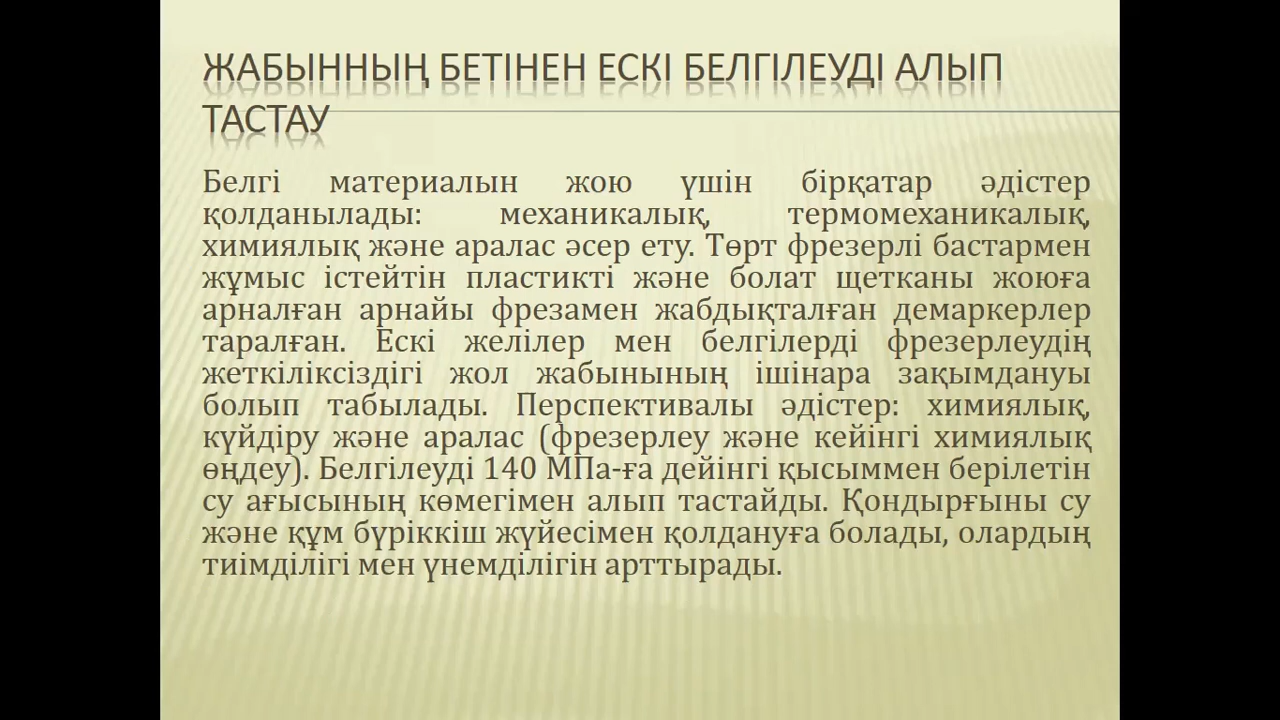 ЖАБЫННЫҢ БЕТІНЕН ЕСКІ БЕЛГІЛЕУДІ АЛЫП
ТАСТАУ
Белгі материалын жою үшін бірқатар әдістер
қолданылады: механикалық, термомеханикалық,
химиялық және аралас әсер ету. Төрт фрезерлі бастармен
жұмыс істейтін пластикті және болат щетканы жоюға
арналған арнайы фрезамен жабдықталған демаркерлер
таралған. Ескі желілер мен белгілерді фрезерлеудің
жеткіліксіздігі жол жабынының ішінара зақымдануы
болып табылады. Перспективалы әдістер: химиялық,
күйдіру және аралас (фрезерлеу және кейінгі химиялық
өңдеу). Белгілеуді 140 МПа-ға дейінгі қысыммен берілетін
су ағысының көмегімен алып тастайды. Қондырғыны су
және құм бүріккіш жүйесімен қолдануға болады, олардың
тиімділігі мен үнемділігін арттырады.